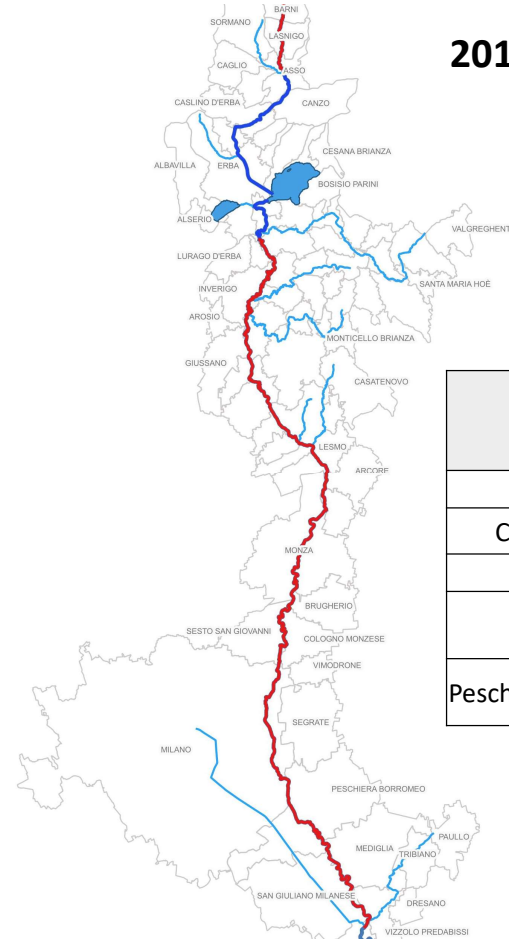 BARNI
SORMANO
201
LASNIGO
CAGLIO
ASSO
CASLINO D'ERBA
CANZO
CESANA BRIANZA
ALBAVILLA
ERBA
BOSISIO PARINI
ALSERIO
VALGREGHENT
LURAGO D'ERBA
SANTA MARIA HOÈ
INVERIGO
AROSIO
MONTICELLO BRIANZA
GIUSSANO
CASATENOVO
LESMO
ARCORE
C
MONZA
BRUGHERIO
SESTO SAN GIOVANNI
COLOGNO MONZESE
VIMODRONE
Pesch
SEGRATE
MILANO
PESCHIERA BORROMEO
PAULLO
MEDIGLIA
TRIBIANO
SAN GIULIANO MILANESE
DRESANO
VIZZOLO PREDABISSI